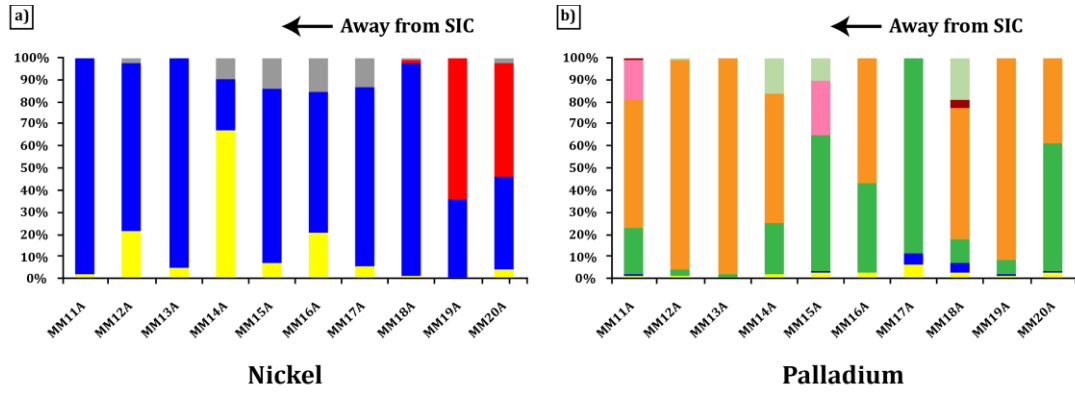 a)
Away from SIC
100%
90%
80%
70%
60%
50%
40%
30%
20%
10%
0%
MM11A
MM12A
MM13A
MM14A
MM15A
MM16A
MM17A
MM18A
MM19A
MM20A
Nickel
b)
Away from SIC
100%
90%
80%
70%
60%
50%
40%
30%
20%
10%
0%
MM11A
MM12A
MM13A
MM14A
MM15A
MM16A
MM17A
MM18A
MM19A
MM20A
Palladium